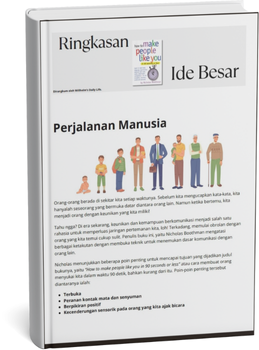 Ringkasan
How to
make
people
like you
Ide Besar
Perjalanan Manusia
Orang-orang berada di sekitar kita setiap waktunya. Sebelum kita mengucapkan kata-kata, kita
hanyalah seseorang yang bermuka datar diantara orang lain. Namun ketika bertemu, kita
menjadi orang dengan keunikan yang kita miliki!
Tahu ngga? Di era sekarang, keunikan dan kemampuan berkomunikasi menjadi salah satu
rahasia untuk memperluas jaringan pertemanan kita, loh! Terkadang, memulai obrolan dengan
orang yang kita temui cukup sulit. Penulis buku ini, yaitu Nicholas Boothman mengatasi
berbagai ketakutan dengan membuka teknik untuk menemukan dasar komunikasi dengan
orang lain.
Nicholas menunjukkan beberapa poin penting untuk mencapai tujuan yang dijadikan judul
bukunya, yaitu "How to make people like you in 90 seconds or less" atau cara membuat orang
menyukai kita dalam waktu 90 detik, bahkan kurang dari itu. Poin-poin penting tersebut
diantaranya ialah:
Terbuka
Peranan kontak mata dan senyuman
Berpikiran positif
Kecenderungan sensorik pada orang yang kita ajak bicara